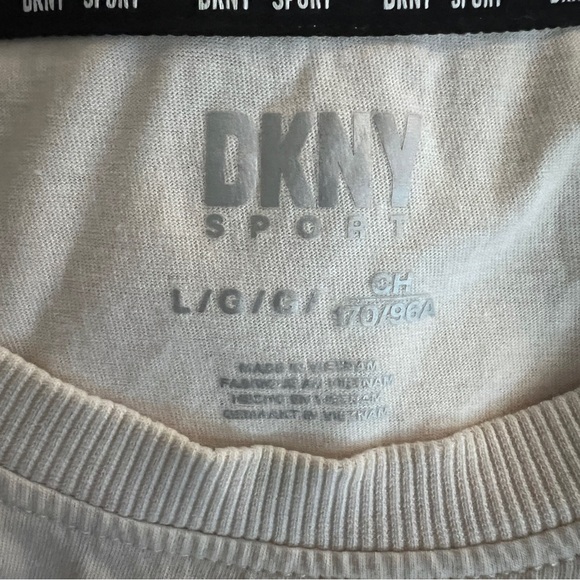 DKNY SPORT DKNY SPORT DKNY SPORT
DKNY
SPORT
L/G/G/ CH 170/96A
MADE IN VIETNAM
FABRIQUÉ AU VIETNAM
HECHO EN VIETNAM
GEMAAKT IN VIETNAM